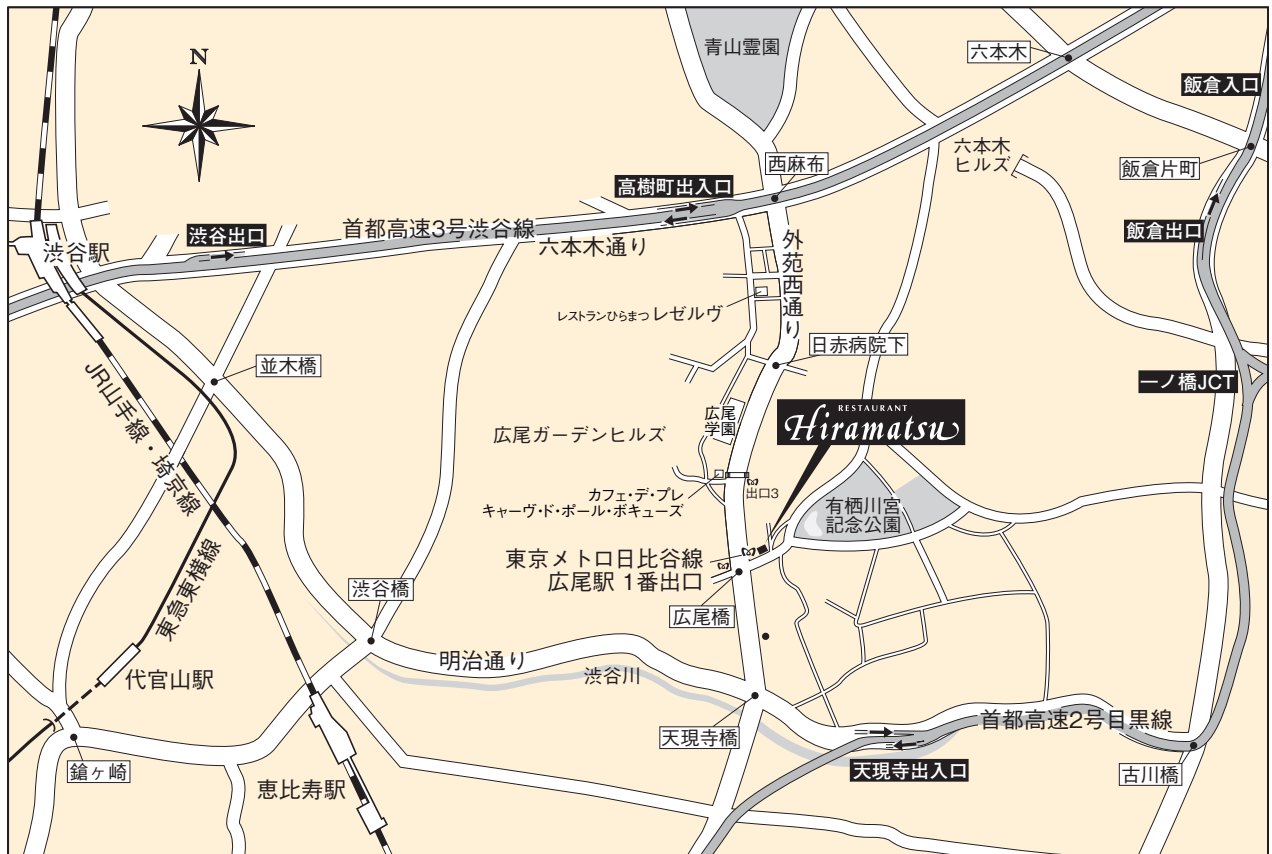 N
青山霊園
六本木
飯倉入口
六本木
ヒルズ
飯倉片町
西麻布
高樹町出入口
首都高速3号渋谷線
渋谷出口
六本木通り
渋谷駅
飯倉出口
外苑西通り
レストランひらまつ レゼルヴ
日赤病院下
並木橋
一ノ橋JCT
JR山手線・埼京線
RESTAURANT
Hiramatsu
広尾
学園
広尾ガーデンヒルズ
出口3
カフェ・デ・プレ
キャーヴ・ド・ポール・ボキューズ
有栖川宮
記念公園
東京メトロ日比谷線
広尾駅 1番出口
東急東横線
渋谷橋
広尾橋
明治通り
渋谷川
代官山駅
首都高速2号目黒線
天現寺橋
天現寺出入口
鎗ヶ崎
恵比寿駅
古川橋